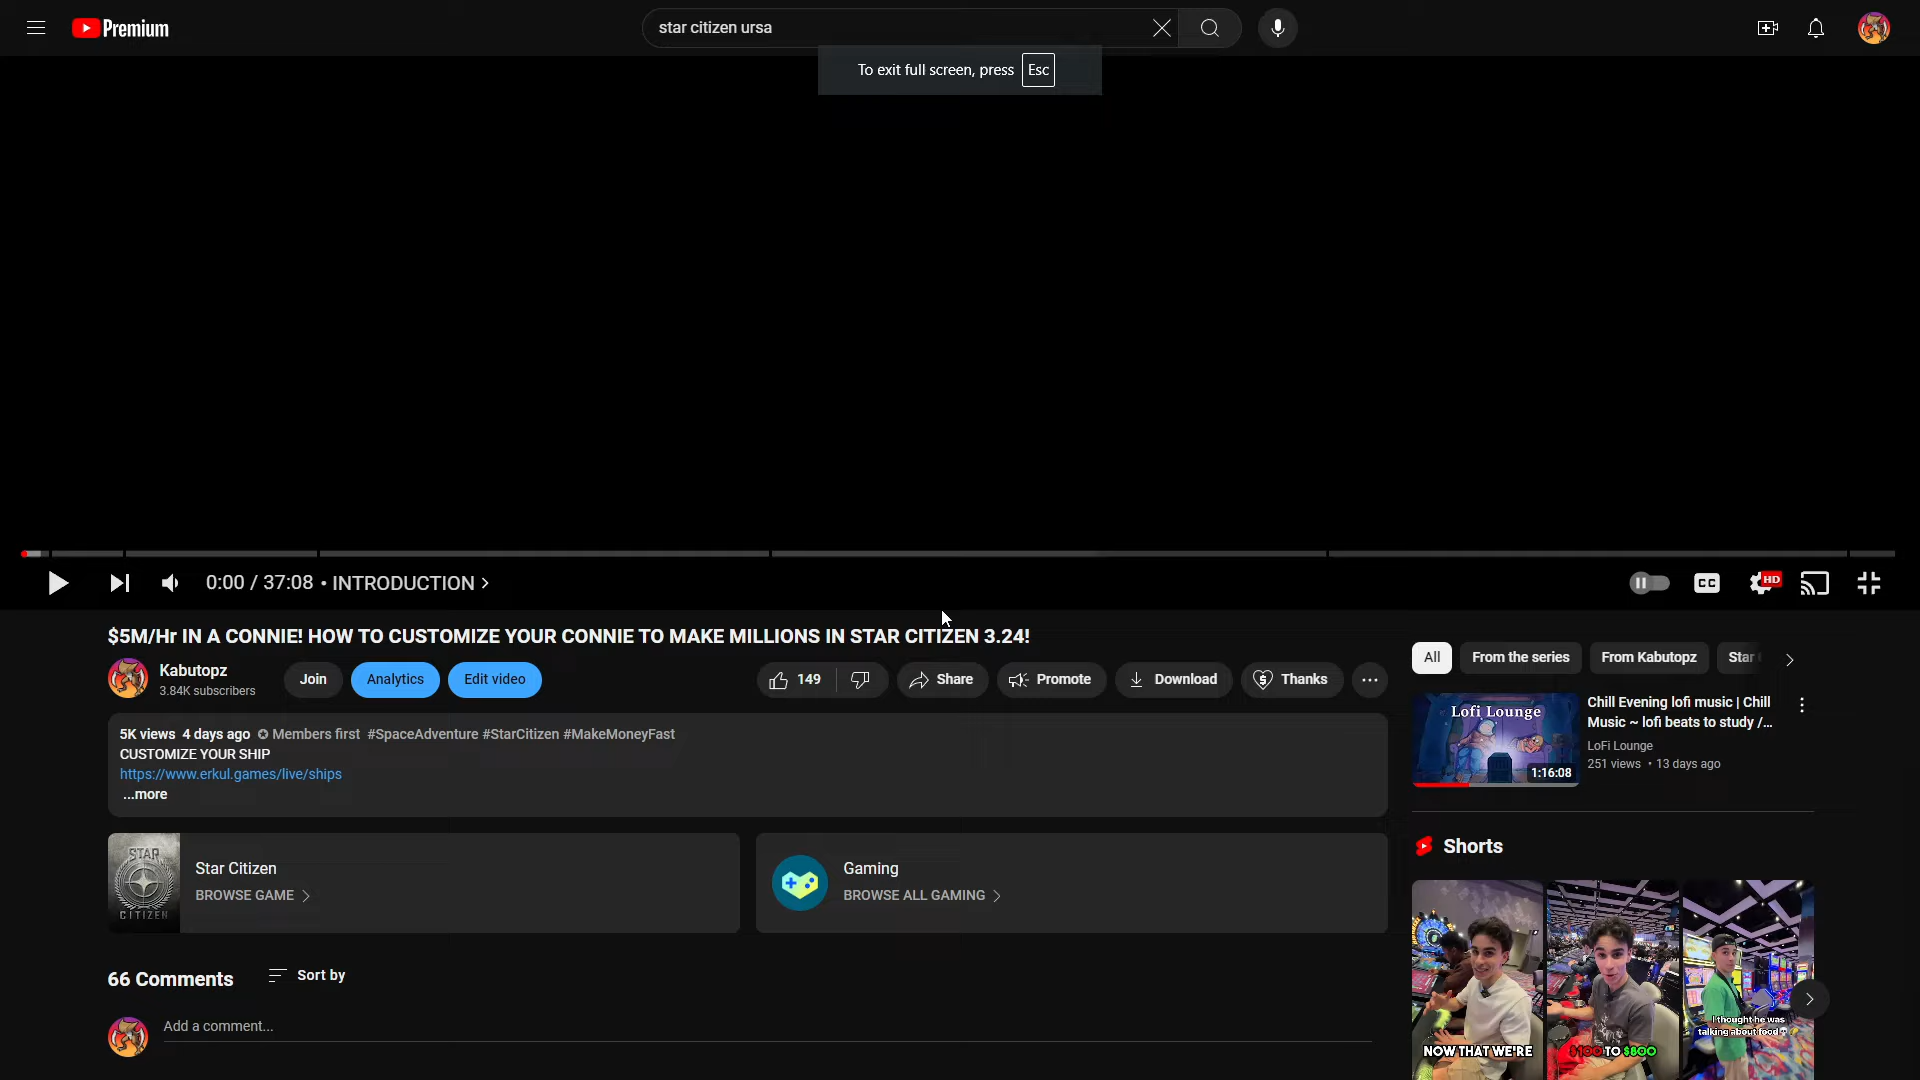 Premium
star citizen ursa
To exit full screen, press Esc
0:00 / 37:08 • INTRODUCTION
CC
HD
$5M/Hr IN A CONNIE! HOW TO CUSTOMIZE YOUR CONNIE TO MAKE MILLIONS IN STAR CITIZEN 3.24!
Kabutopz
3.84K subscribers
Join
Analytics
Edit video
149
Share
Promote
Download
Thanks
5K views 4 days ago Members first #SpaceAdventure #StarCitizen #MakeMoneyFast
CUSTOMIZE YOUR SHIP
https://www.erkul.games/live/ships
...more
STAR
CITIZEN
Star Citizen
BROWSE GAME
Gaming
BROWSE ALL GAMING
66 Comments
Sort by
Add a comment...
All
From the series
From Kabutopz
Star
Lofi Lounge
1:16:08
Chill Evening lofi music | Chill
Music ~ lofi beats to study /...
LoFi Lounge
251 views • 13 days ago
Shorts
NOW THAT WE'RE
$100 TO $800
I thought he was
talking about food